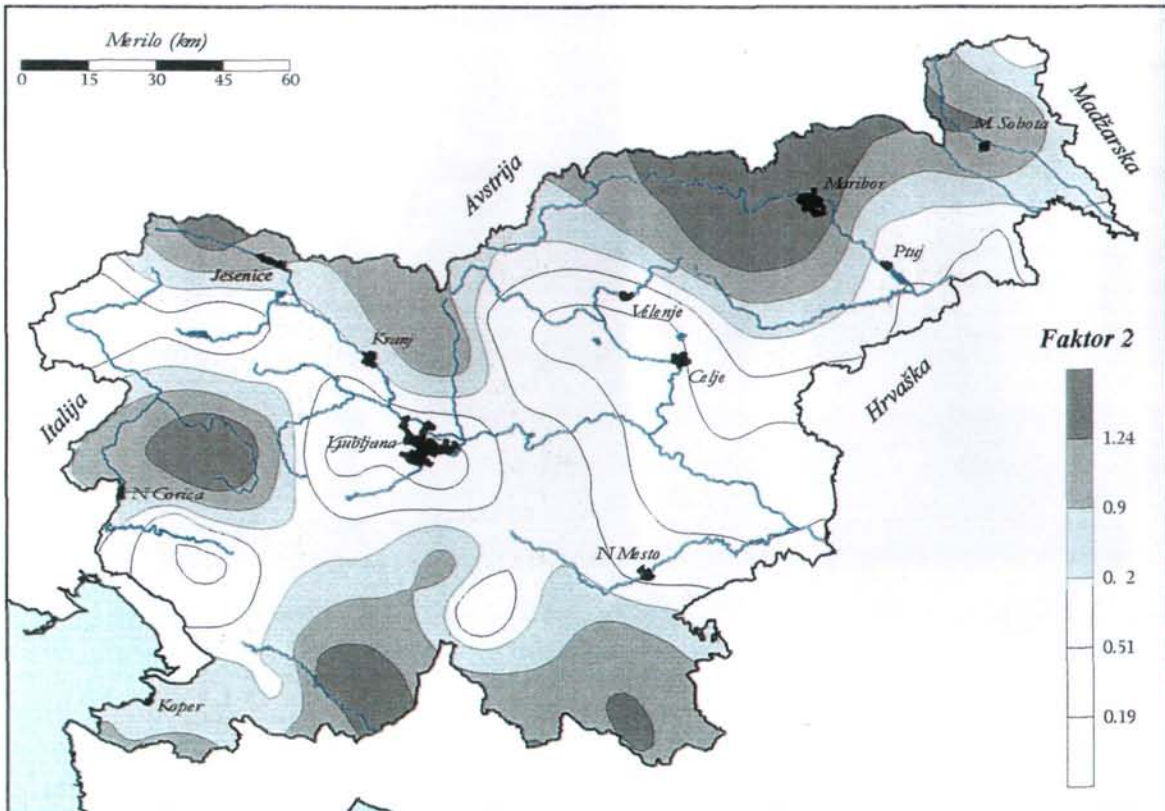 Merilo (km)
0 15 30 45 60
Madžarska
M. Sobota
Avstrija
Maribor
Ptuj
Jesenice
Velenje
Kranj
Celje
Faktor 2
Hrvaška
Italija
Ljubljana
1.24
N Gorica
0.9
N Mesto
0.2
0.51
Koper
0.19